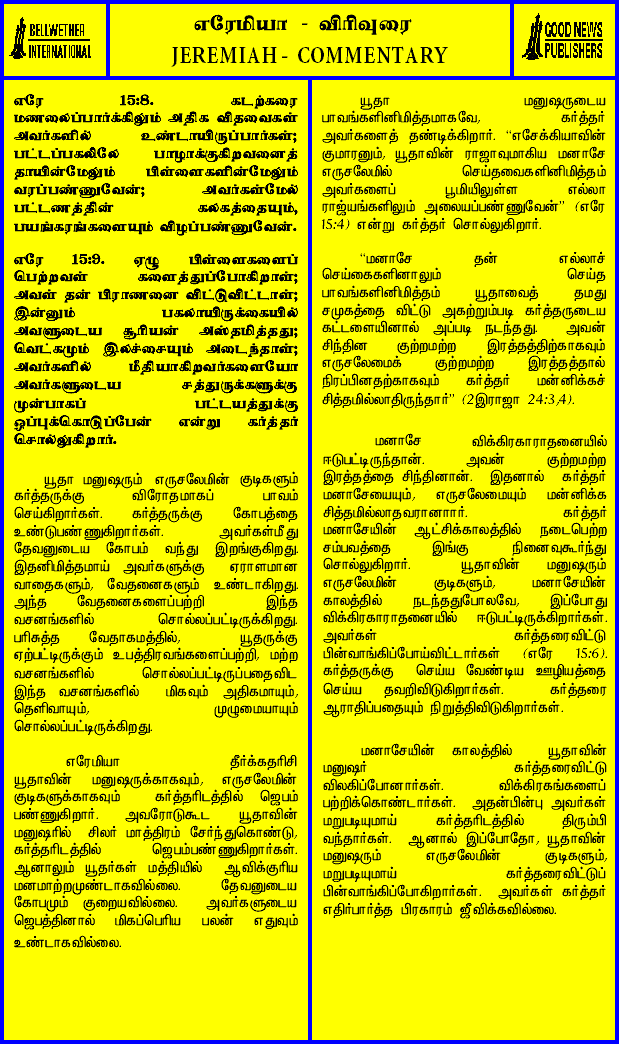 BELLWETHER
INTERNATIONAL
எரேமியா - விரிவுரை
JEREMIAH - COMMENTARY
GOOD NEWS
PUBLISHERS
எரே 15:8. கடற்கரை
மணலைப்பார்க்கிலும் அதிக விதவைகள்
அவர்களில் உண்டாயிருப்பார்கள்;
பட்டப்பகலிலே பாழாக்குகிறவனைத்
தாயின்மேலும் பிள்ளைகளின்மேலும்
வரப்பண்ணுவேன்; அவர்கள்மேல்
பட்டணத்தின் கலகத்தையும்,
பயங்கரங்களையும் விழப்பண்ணுவேன்.
எரே 15:9. ஏழு பிள்ளைகளைப்
பெற்றவள் களைத்துப்போகிறாள்;
அவள் தன் பிராணனை விட்டுவிட்டாள்;
இன்னும் பகலாயிருக்கையில்
அவளுடைய சூரியன் அஸ்தமித்தது;
வெட்கமும் இலச்சையும் அடைந்தாள்;
அவர்களில் மீதியாகிறவர்களையோ
அவர்களுடைய சத்துருக்களுக்கு
முன்பாகப் பட்டயத்துக்கு
ஒப்புக்கொடுப்பேன் என்று கர்த்தர்
சொல்லுகிறார்.
யூதா மனுஷரும் எருசலேமின் குடிகளும்
கர்த்தருக்கு விரோதமாகப் பாவம்
செய்கிறார்கள். கர்த்தருக்கு கோபத்தை
உண்டுபண்ணுகிறார்கள். அவர்கள்மீது
தேவனுடைய கோபம் வந்து இறங்குகிறது.
இதனிமித்தமாய் அவர்களுக்கு ஏராளமான
வாதைகளும், வேதனைகளும் உண்டாகிறது.
அந்த வேதனைகளைப்பற்றி இந்த
வசனங்களில் சொல்லப்பட்டிருக்கிறது.
பரிசுத்த வேதாகமத்தில், யூதருக்கு
ஏற்பட்டிருக்கும் உபத்திரவங்களைப்பற்றி, மற்ற
வசனங்களில் சொல்லப்பட்டிருப்பதைவிட
இந்த வசனங்களில் மிகவும் அதிகமாயும்,
தெளிவாயும், முழுமையாயும்
சொல்லப்பட்டிருக்கிறது.
எரேமியா தீர்க்கதரிசி
யூதாவின் மனுஷருக்காகவும், எருசலேமின்
குடிகளுக்காகவும் கர்த்தரிடத்தில் ஜெபம்
பண்ணுகிறார். அவரோடுகூட யூதாவின்
மனுஷரில் சிலர் மாத்திரம் சேர்ந்துகொண்டு,
கர்த்தரிடத்தில் ஜெபம்பண்ணுகிறார்கள்.
ஆனாலும் யூதர்கள் மத்தியில் ஆவிக்குரிய
மனமாற்றமுண்டாகவில்லை. தேவனுடைய
கோபமும் குறையவில்லை. அவர்களுடைய
ஜெபத்தினால் மிகப்பெரிய பலன் எதுவும்
உண்டாகவில்லை.
யூதா மனுஷருடைய
பாவங்களினிமித்தமாகவே, கர்த்தர்
அவர்களைத் தண்டிக்கிறார். “எசேக்கியாவின்
குமாரனும், யூதாவின் ராஜாவுமாகிய மனாசே
எருசலேமில் செய்தவைகளினிமித்தம்
அவர்களைப் பூமியிலுள்ள எல்லா
ராஜ்யங்களிலும் அலையப்பண்ணுவேன்” (எரே
15:4) என்று கர்த்தர் சொல்லுகிறார்.
“மனாசே தன் எல்லாச்
செய்கைகளினாலும் செய்த
பாவங்களினிமித்தம் யூதாவைத் தமது
சமுகத்தை விட்டு அகற்றும்படி கர்த்தருடைய
கட்டளையினால் அப்படி நடந்தது. அவன்
சிந்தின குற்றமற்ற இரத்தத்திற்காகவும்
எருசலேமைக் குற்றமற்ற இரத்தத்தால்
நிரப்பினதற்காகவும் கர்த்தர் மன்னிக்கச்
சித்தமில்லாதிருந்தார்” (2இராஜா 24:3,4).
மனாசே விக்கிரகாராதனையில்
ஈடுபட்டிருந்தான். அவன் குற்றமற்ற
இரத்தத்தை சிந்தினான். இதனால் கர்த்தர்
மனாசேயையும், எருசலேமையும் மன்னிக்க
சித்தமில்லாதவரானாார். கர்த்தர்
மனாசேயின் ஆட்சிக்காலத்தில் நடைபெற்ற
சம்பவத்தை இங்கு நினைவுகூர்ந்து
சொல்லுகிறார். யூதாவின் மனுஷரும்
எருசலேமின் குடிகளும், மனாசேயின்
காலத்தில் நடந்ததுபோலவே, இப்போது
விக்கிரகாராதனையில் ஈடுபட்டிருக்கிறார்கள்.
அவர்கள் கர்த்தரைவிட்டு
பின்வாங்கிப்போய்விட்டார்கள் (எரே 15:6).
கர்த்தருக்கு செய்ய வேண்டிய ஊழியத்தை
செய்ய தவறிவிடுகிறார்கள். கர்த்தரை
ஆராதிப்பதையும் நிறுத்திவிடுகிறார்கள்.
மனாசேயின் காலத்தில் யூதாவின்
மனுஷர் கர்த்தரைவிட்டு
விலகிப்போனார்கள். விக்கிரகங்களைப்
பற்றிக்கொண்டார்கள். அதன்பின்பு அவர்கள்
மறுபடியுமாய் கர்த்தரிடத்தில் திரும்பி
வந்தார்கள். ஆனால் இப்போதோ, யூதாவின்
மனுஷரும் எருசலேமின் குடிகளும்,
மறுபடியுமாய் கர்த்தரைவிட்டுப்
பின்வாங்கிப்போகிறார்கள். அவர்கள் கர்த்தர்
எதிர்பார்த்த பிரகாரம் ஜீவிக்கவில்லை.